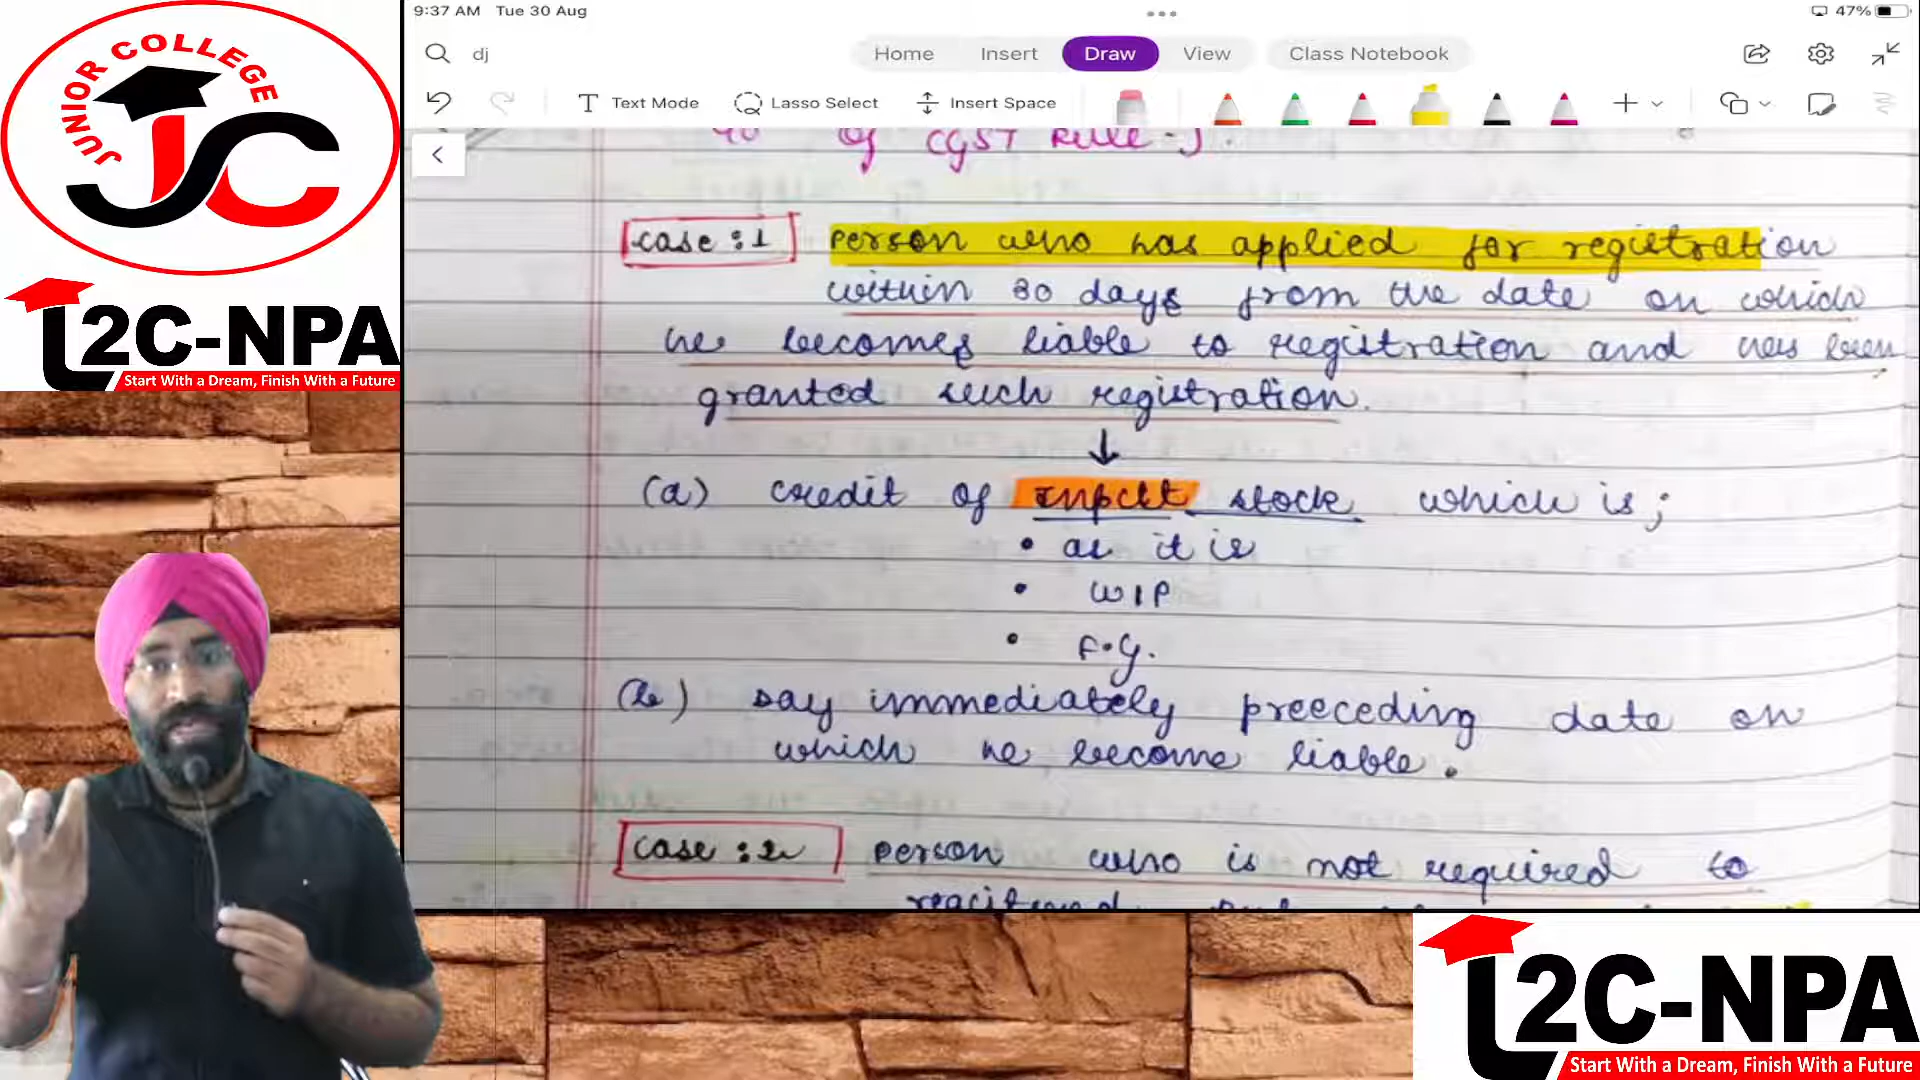 9:37 AM Tue 30 Aug
47%
dj
Home Insert Draw View Class Notebook
Text Mode Lasso Select Insert Space
JUNIOR COLLEGE
JC
L2C-NPA
Start With a Dream, Finish With a Future
of CGST Rule
case :1 person who has applied for registration
within 30 days from the date on which
he becomes liable to registration and has been
granted such registration.
(a) credit of input stock which is;
• as it is
• WIP
• F.G.
(b) day immediately preeceding date on
which he become liable.
case :2 person who is not required to
L2C-NPA
Start With a Dream, Finish With a Future